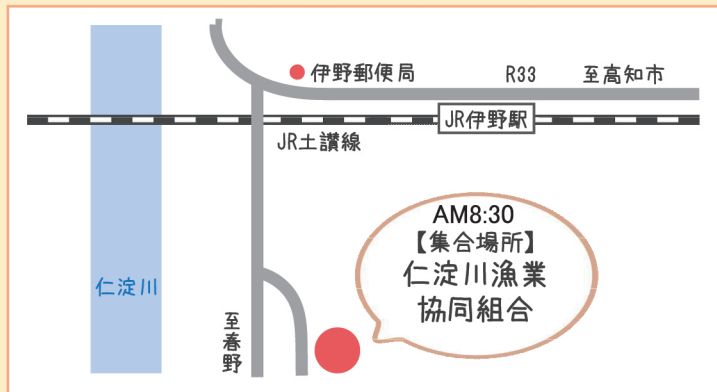 伊野郵便局
R33
至高知市
JR伊野駅
JR土讃線
AM8:30
【集合場所】
仁淀川漁業
協同組合
仁淀川
至春野